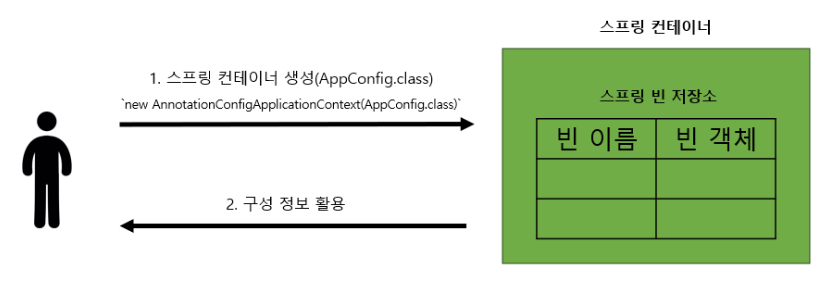 스프링 컨테이너
1. 스프링 컨테이너 생성(AppConfig.class)
`new AnnotationConfigApplicationContext(AppConfig.class)`
스프링 빈 저장소
빈 이름 빈 객체
2. 구성 정보 활용